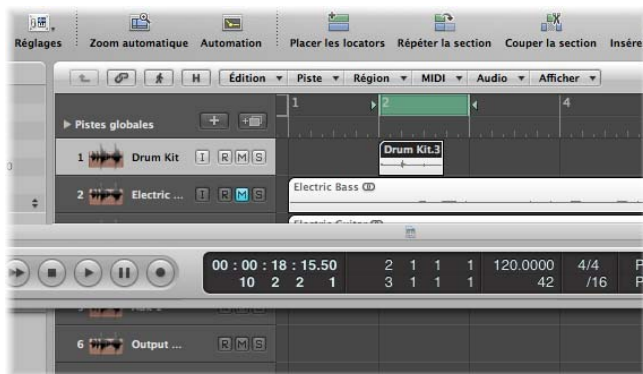 Réglages Zoom automatique Automation Placer les locators Répéter la section Couper la section Insére
H Édition Piste Région MIDI Audio Afficher
1 2 4
Pistes globales
1 Drum Kit I R M S
Drum Kit.3
2 Electric ... I R M S
Electric Bass
Electric Guitar
00 : 00 : 18 : 15.50 2 1 1 1 120.0000 4/4 P
10 2 2 1 3 1 1 1 42 /16 P
6 Output ... R M S